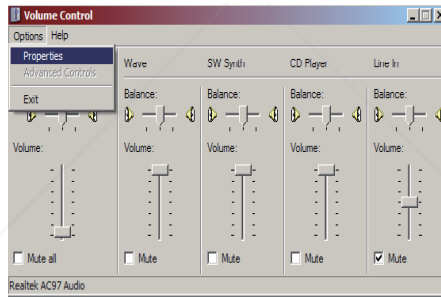 Volume Control
Options Help
Properties
Advanced Controls
Exit
Wave
SW Synth
CD Player
Line In
Balance:
Balance:
Balance:
Balance:
Volume:
Volume:
Volume:
Volume:
Volume:
Mute all
Mute
Mute
Mute
Mute
Realtek AC97 Audio